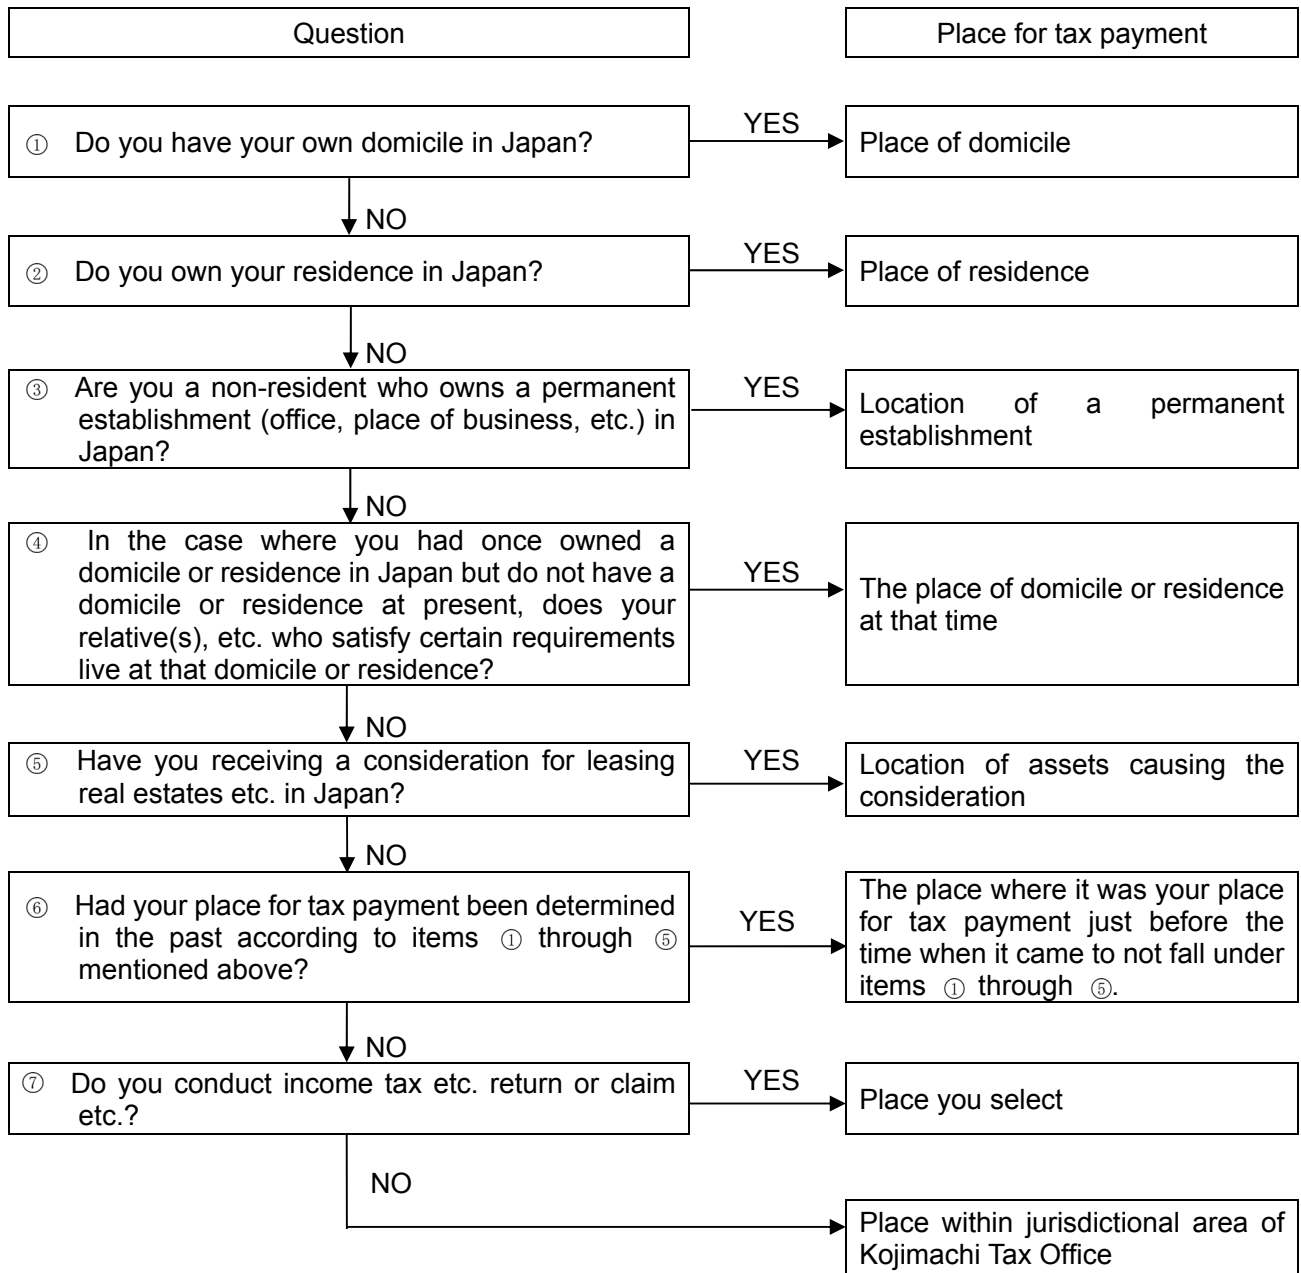 Question
Place for tax payment
① Do you have your own domicile in Japan?
YES
Place of domicile
NO
② Do you own your residence in Japan?
YES
Place of residence
NO
③ Are you a non-resident who owns a permanent
establishment (office, place of business, etc.) in
Japan?
YES
Location of a permanent
establishment
NO
④ In the case where you had once owned a
domicile or residence in Japan but do not have a
domicile or residence at present, does your
relative(s), etc. who satisfy certain requirements
live at that domicile or residence?
YES
The place of domicile or residence
at that time
NO
⑤ Have you receiving a consideration for leasing
real estates etc. in Japan?
YES
Location of assets causing the
consideration
NO
⑥ Had your place for tax payment been determined
in the past according to items ① through ⑤
mentioned above?
YES
The place where it was your place
for tax payment just before the
time when it came to not fall under
items ① through ⑤.
NO
⑦ Do you conduct income tax etc. return or claim
etc.?
YES
Place you select
NO
Place within jurisdictional area of
Kojimachi Tax Office